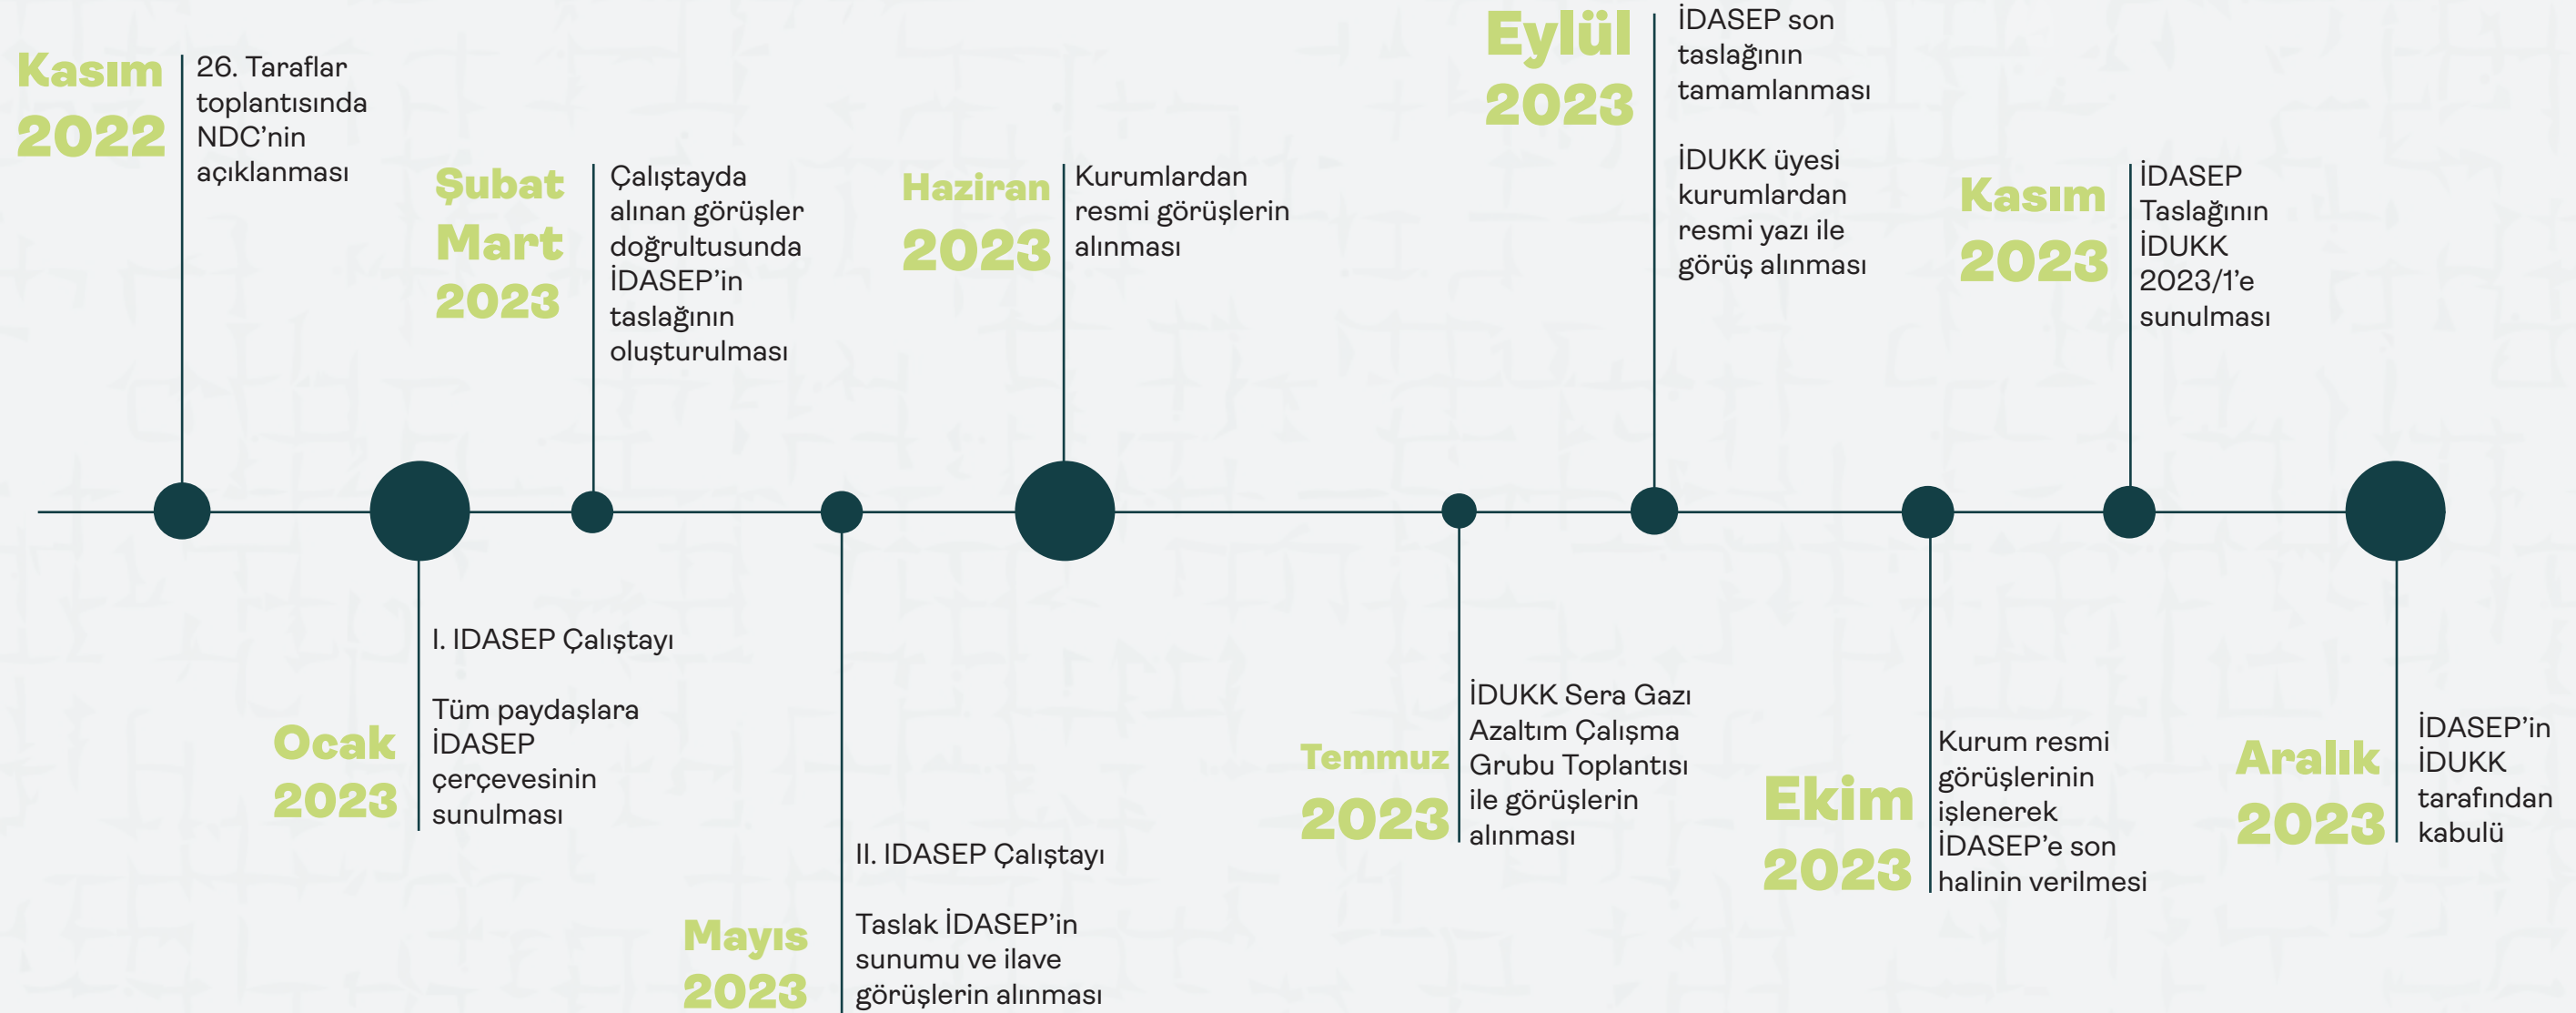 Kasım
2022
26. Taraflar
toplantısında
NDC’nin
açıklanması
Ocak
2023
I. IDASEP Çalıştayı
Tüm paydaşlara
İDASEP
çerçevesinin
sunulması
Şubat
Mart
2023
Çalıştayda
alınan görüşler
doğrultusunda
İDASEP’in
taslağının
oluşturulması
Mayıs
2023
II. IDASEP Çalıştayı
Taslak İDASEP’in
sunumu ve ilave
görüşlerin alınması
Haziran
2023
Kurumlardan
resmi görüşlerin
alınması
Temmuz
2023
İDUKK Sera Gazı
Azaltım Çalışma
Grubu Toplantısı
ile görüşlerin
alınması
Eylül
2023
İDASEP son
taslağının
tamamlanması
İDUKK üyesi
kurumlardan
resmi yazı ile
görüş alınması
Ekim
2023
Kurum resmi
görüşlerinin
işlenerek
İDASEP’e son
halinin verilmesi
Kasım
2023
İDASEP
Taslağının
İDUKK
2023/1’e
sunulması
Aralık
2023
İDASEP’in
İDUKK
tarafından
kabulü